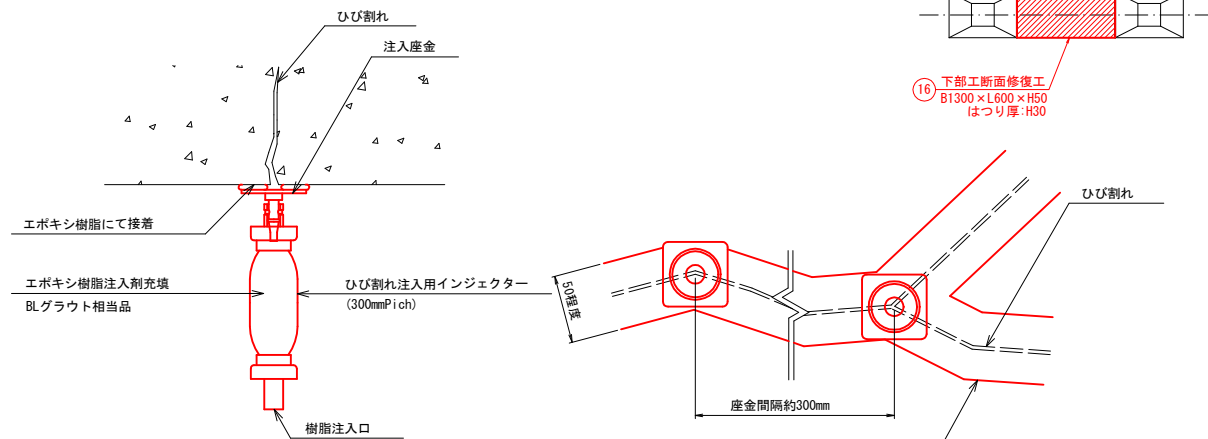 ひび割れ
注入座金
エポキシ樹脂にて接着
エポキシ樹脂注入剤充填
BLグラウト相当品
ひび割れ注入用インジェクター
(300mmPich)
樹脂注入口
16
下部工断面修復工
B1300×L600×H50
はつり厚:H30
ひび割れ
50程度
座金間隔約300mm